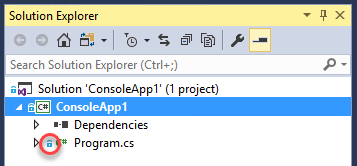 Solution Explorer
Search Solution Explorer (Ctrl+;)
Solution 'ConsoleApp1' (1 project)
C# ConsoleApp1
Dependencies
C# Program.cs